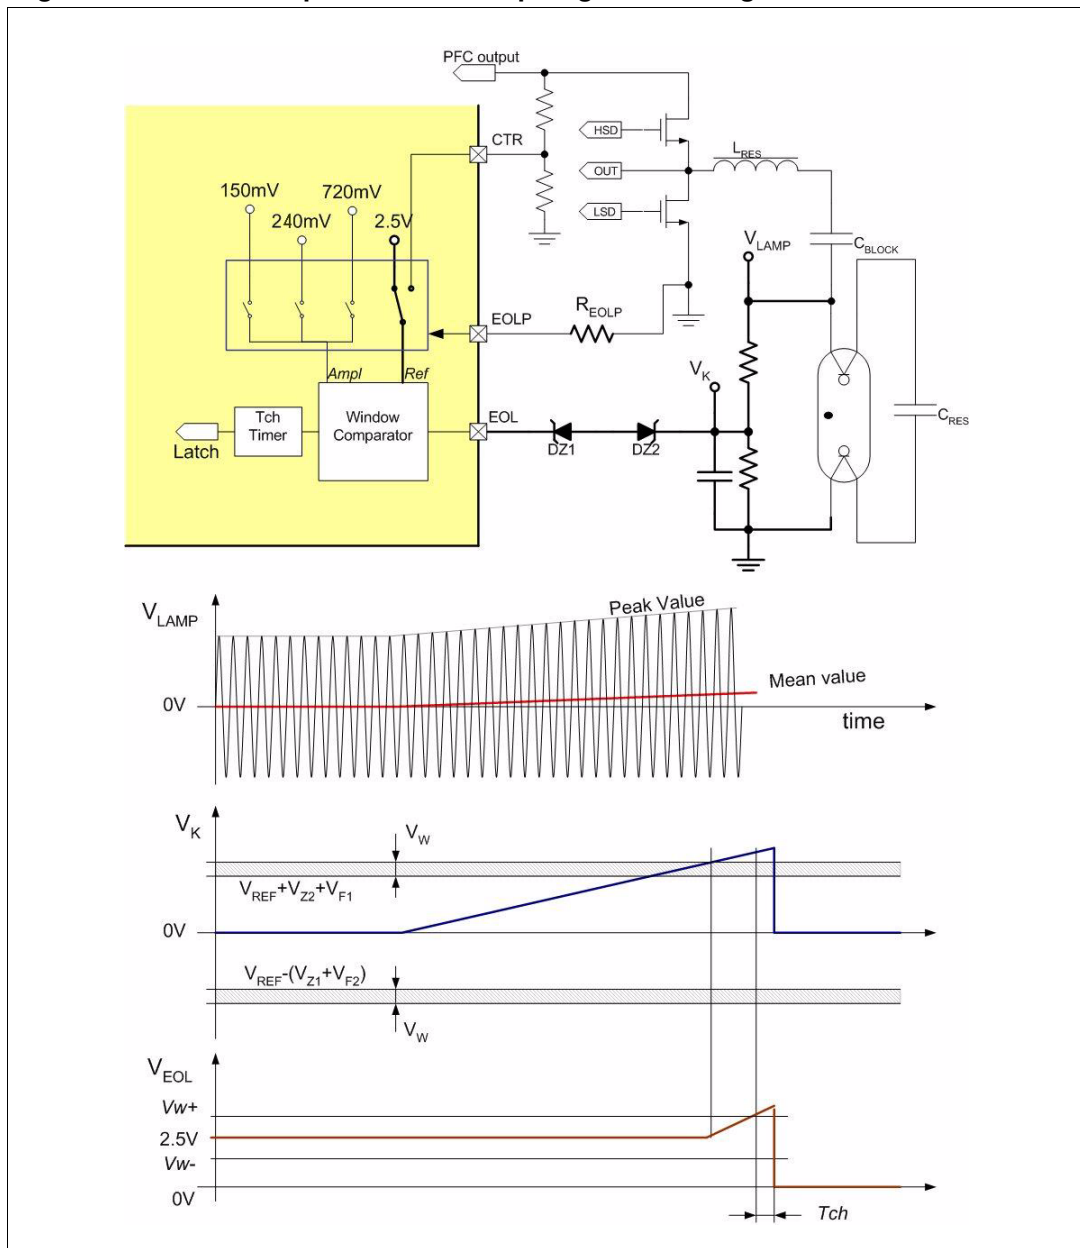 PFC output
CTR
HSD
OUT
LSD
LRES
150mV
720mV
240mV
2.5V
VLAMP
CBLOCK
EOLP
REOLP
VK
Ampl
Ref
Tch
Timer
Window
Comparator
EOL
Latch
DZ1
DZ2
CRES
VLAMP
Peak Value
Mean value
0V
time
VK
VW
VREF+VZ2+VF1
0V
VREF-(VZ1+VF2)
VW
VEOL
Vw+
2.5V
Vw-
0V
Tch